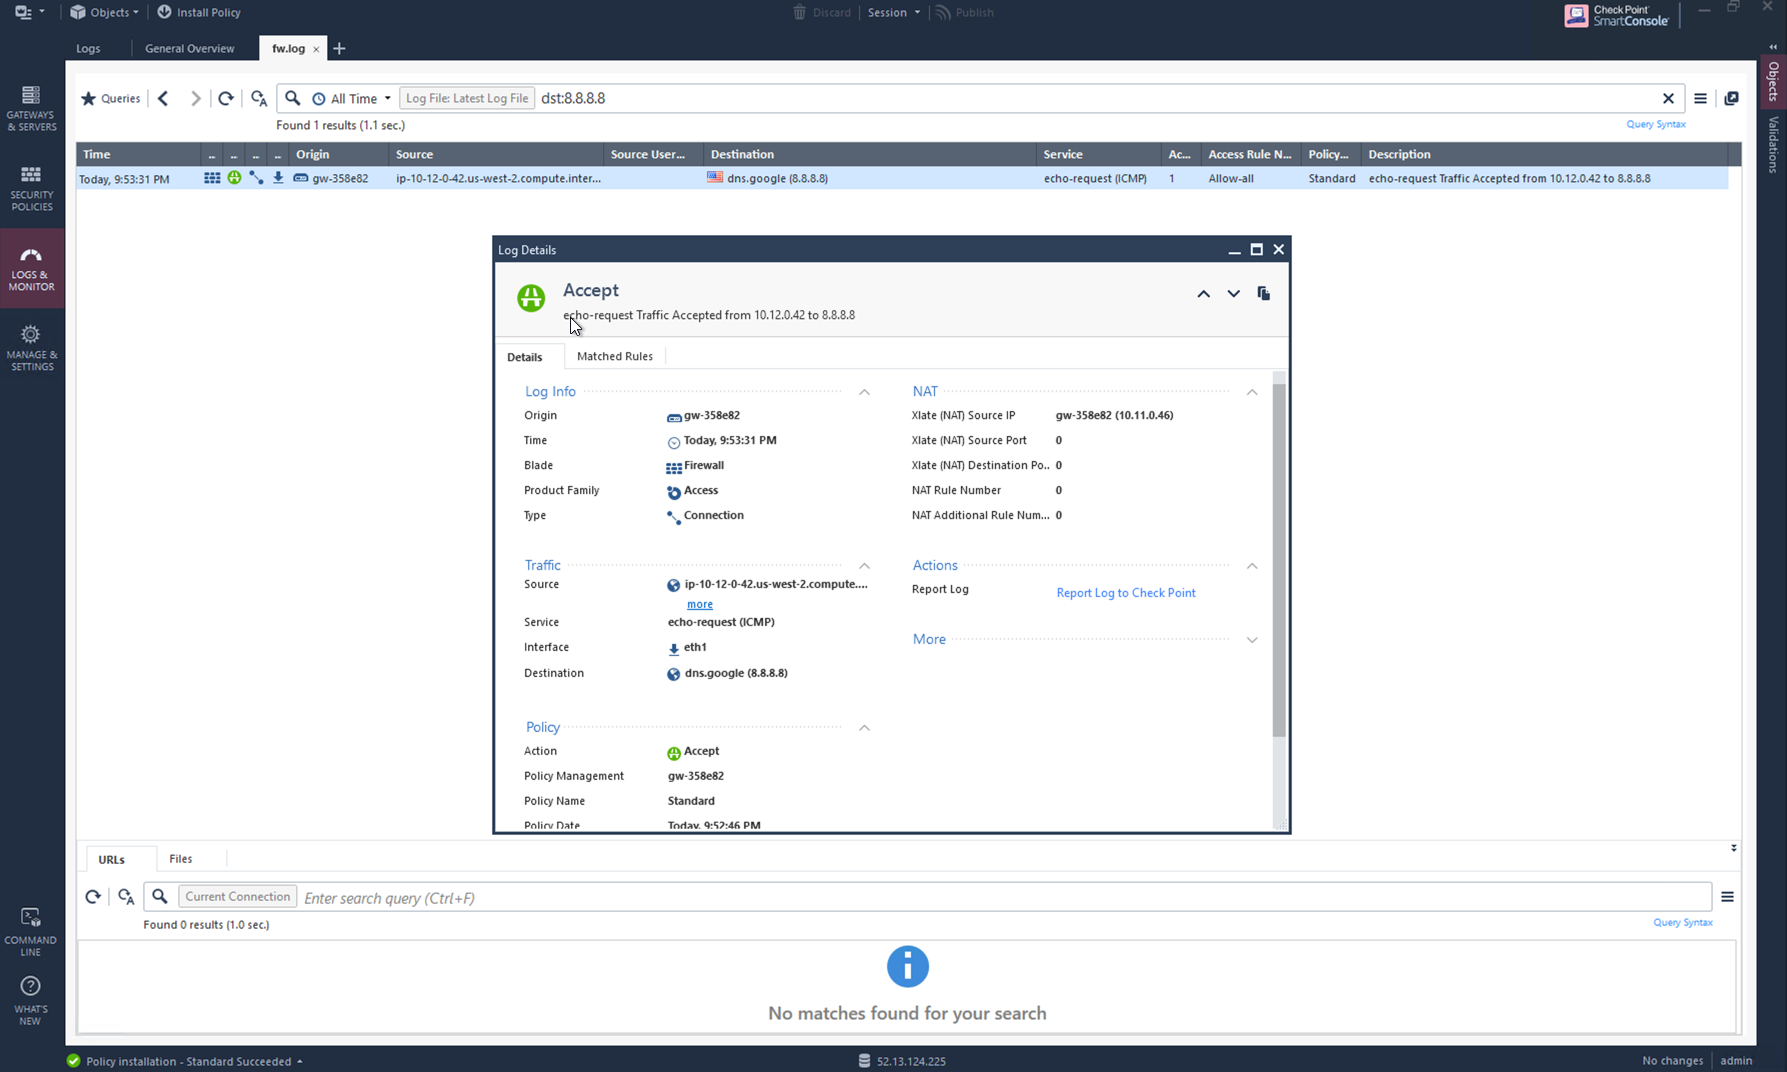 Objects
Install Policy
Discard
Session
Publish
Check Point
SmartConsole
Logs
General Overview
fw.log
GATEWAYS
& SERVERS
SECURITY
POLICIES
LOGS &
MONITOR
MANAGE &
SETTINGS
COMMAND
LINE
WHAT'S
NEW
Objects
Validations
Queries
All Time
Log File: Latest Log File
dst:8.8.8.8
Found 1 results (1.1 sec.)
Query Syntax
Time .. .. .. .. Origin Source Source User... Destination Service Ac... Access Rule N... Policy... Description
Today, 9:53:31 PM gw-358e82 ip-10-12-0-42.us-west-2.compute.inter... dns.google (8.8.8.8) echo-request (ICMP) 1 Allow-all Standard echo-request Traffic Accepted from 10.12.0.42 to 8.8.8.8
Log Details
Accept
echo-request Traffic Accepted from 10.12.0.42 to 8.8.8.8
Details
Matched Rules
Log Info
Origin gw-358e82
Time Today, 9:53:31 PM
Blade Firewall
Product Family Access
Type Connection
Traffic
Source ip-10-12-0-42.us-west-2.compute....
more
Service echo-request (ICMP)
Interface eth1
Destination dns.google (8.8.8.8)
Policy
Action Accept
Policy Management gw-358e82
Policy Name Standard
Policy Date Today, 9:52:46 PM
NAT
Xlate (NAT) Source IP gw-358e82 (10.11.0.46)
Xlate (NAT) Source Port 0
Xlate (NAT) Destination Po.. 0
NAT Rule Number 0
NAT Additional Rule Num... 0
Actions
Report Log Report Log to Check Point
More
URLs
Files
Current Connection
Enter search query (Ctrl+F)
Found 0 results (1.0 sec.)
Query Syntax
No matches found for your search
Policy installation - Standard Succeeded
52.13.124.225
No changes
admin